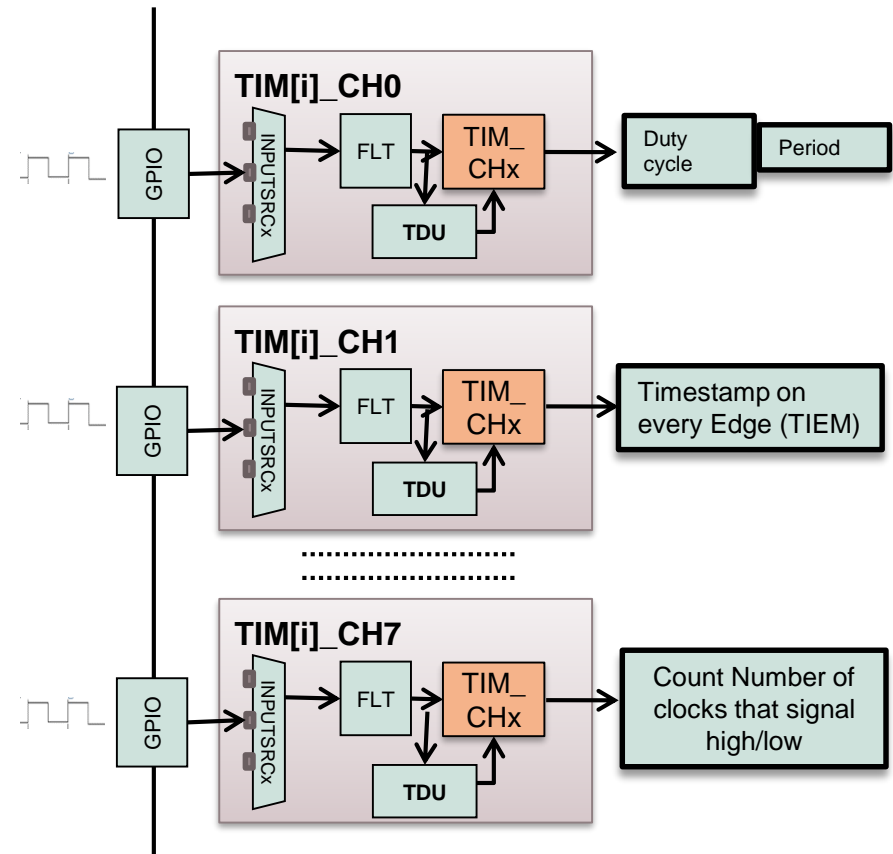 TIM[i]_CH0
GPIO
INPUTSRCx
FLT
TIM_
CHx
TDU
Duty
cycle
Period
TIM[i]_CH1
GPIO
INPUTSRCx
FLT
TIM_
CHx
TDU
Timestamp on
every Edge (TIEM)
TIM[i]_CH7
GPIO
INPUTSRCx
FLT
TIM_
CHx
TDU
Count Number of
clocks that signal
high/low